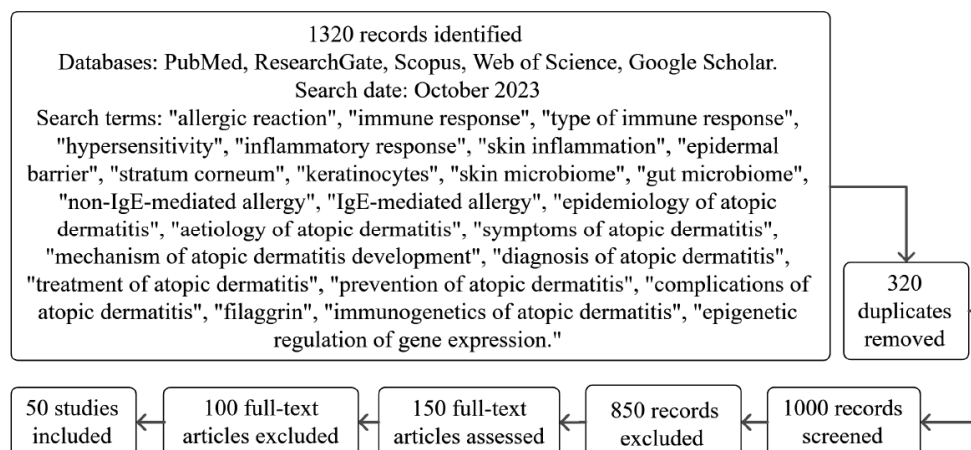 1320 records identified
Databases: PubMed, ResearchGate, Scopus, Web of Science, Google Scholar.
Search date: October 2023
Search terms: "allergic reaction", "immune response", "type of immune response",
"hypersensitivity", "inflammatory response", "skin inflammation", "epidermal
barrier", "stratum corneum", "keratinocytes", "skin microbiome", "gut microbiome",
"non-IgE-mediated allergy", "IgE-mediated allergy", "epidemiology of atopic
dermatitis", "aetiology of atopic dermatitis", "symptoms of atopic dermatitis",
"mechanism of atopic dermatitis development", "diagnosis of atopic dermatitis",
"treatment of atopic dermatitis", "prevention of atopic dermatitis", "complications of
atopic dermatitis", "filaggrin", "immunogenetics of atopic dermatitis", "epigenetic
regulation of gene expression."
320
duplicates
removed
1000 records
screened
850 records
excluded
150 full-text
articles assessed
100 full-text
articles excluded
50 studies
included